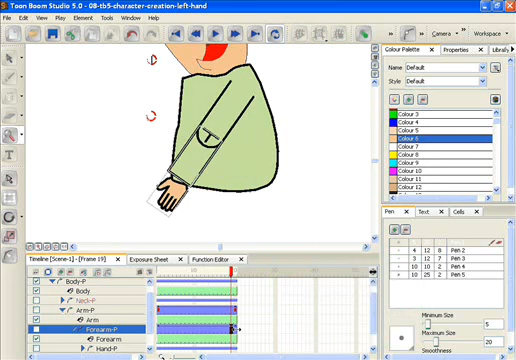 Toon Boom Studio 5.0 - 08-tb5-character-creation-left-hand
Edit View Play Element Tools Windows Help
Camera Workspace
Colour Palette Properties Library
Name: Default
Style: Default
Colour 3
Colour 4
Colour 5
Colour 6
Colour 7
Colour 8
Colour 9
Colour 10
Colour 11
Colour 12
Pen Text Cells
4 12 8 Pen 2
3 12 7 Pen 3
10 10 2 Pen 4
10 25 2 Pen 5
Minimum Size
5
Maximum Size
20
Timeline [Scene-1] - [Frame 19] Exposure Sheet Function Editor
Body-P
Body
Neck-P
Arm-P
Arm
Forearm-P
Forearm
Hand-P